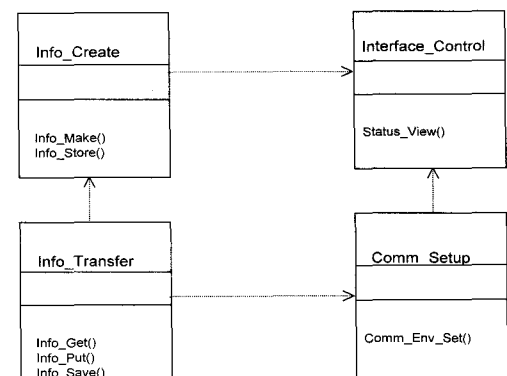 Info_Create
Info_Make()
Info_Store()
Interface_Control
Status_View()
Info_Transfer
Info_Get()
Info_Put()
Info_Save()
Comm_Setup
Comm_Env_Set()